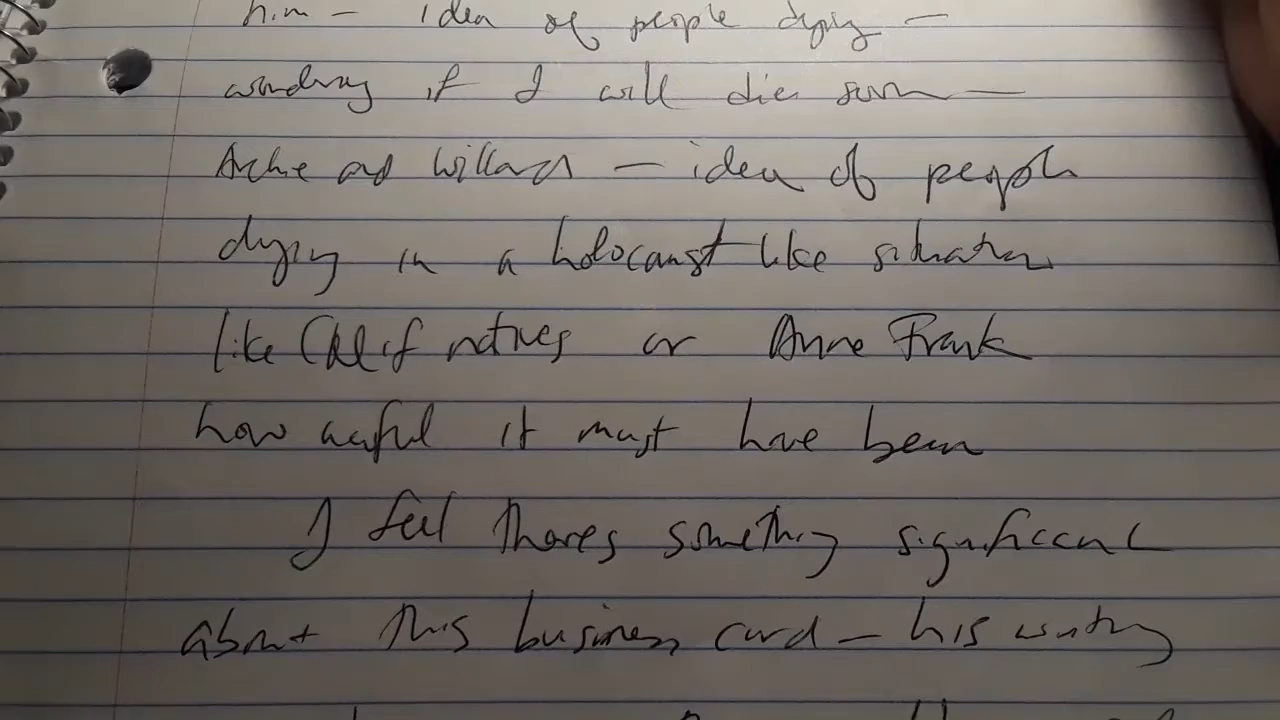 him — idea of people dying —
wondering if I will die soon —
Archie and Willard — idea of people
dying in a holocaust like situation
like Calif natives or Anne Frank
how awful it must have been
I feel theres something significant
about this business card — his writing